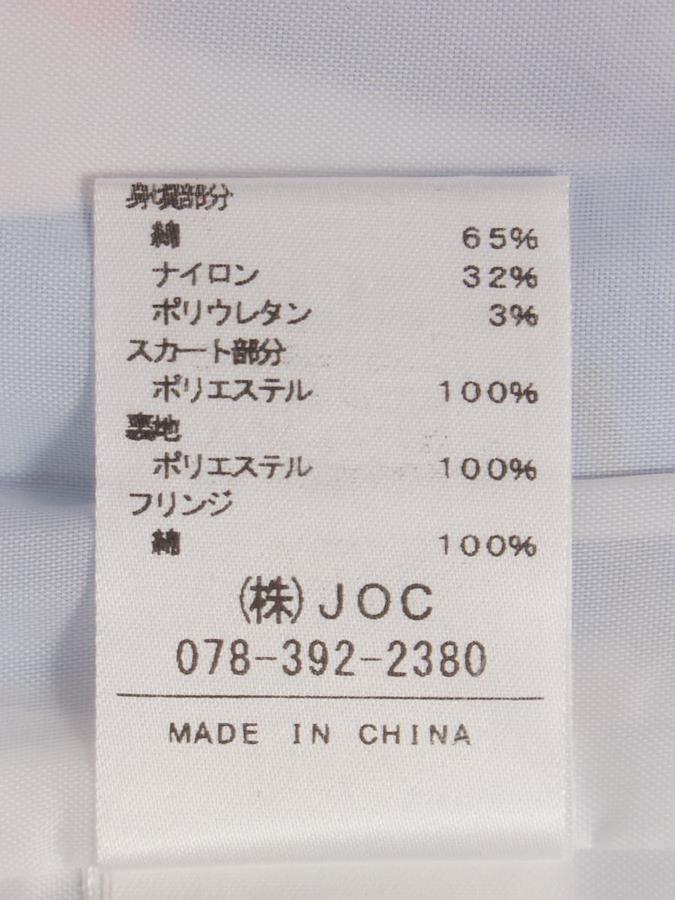 身頃部分
綿 65%
ナイロン 32%
ポリウレタン 3%
スカート部分
ポリエステル 100%
裏地
ポリエステル 100%
フリンジ
綿 100%
(株)JOC
078-392-2380
MADE IN CHINA